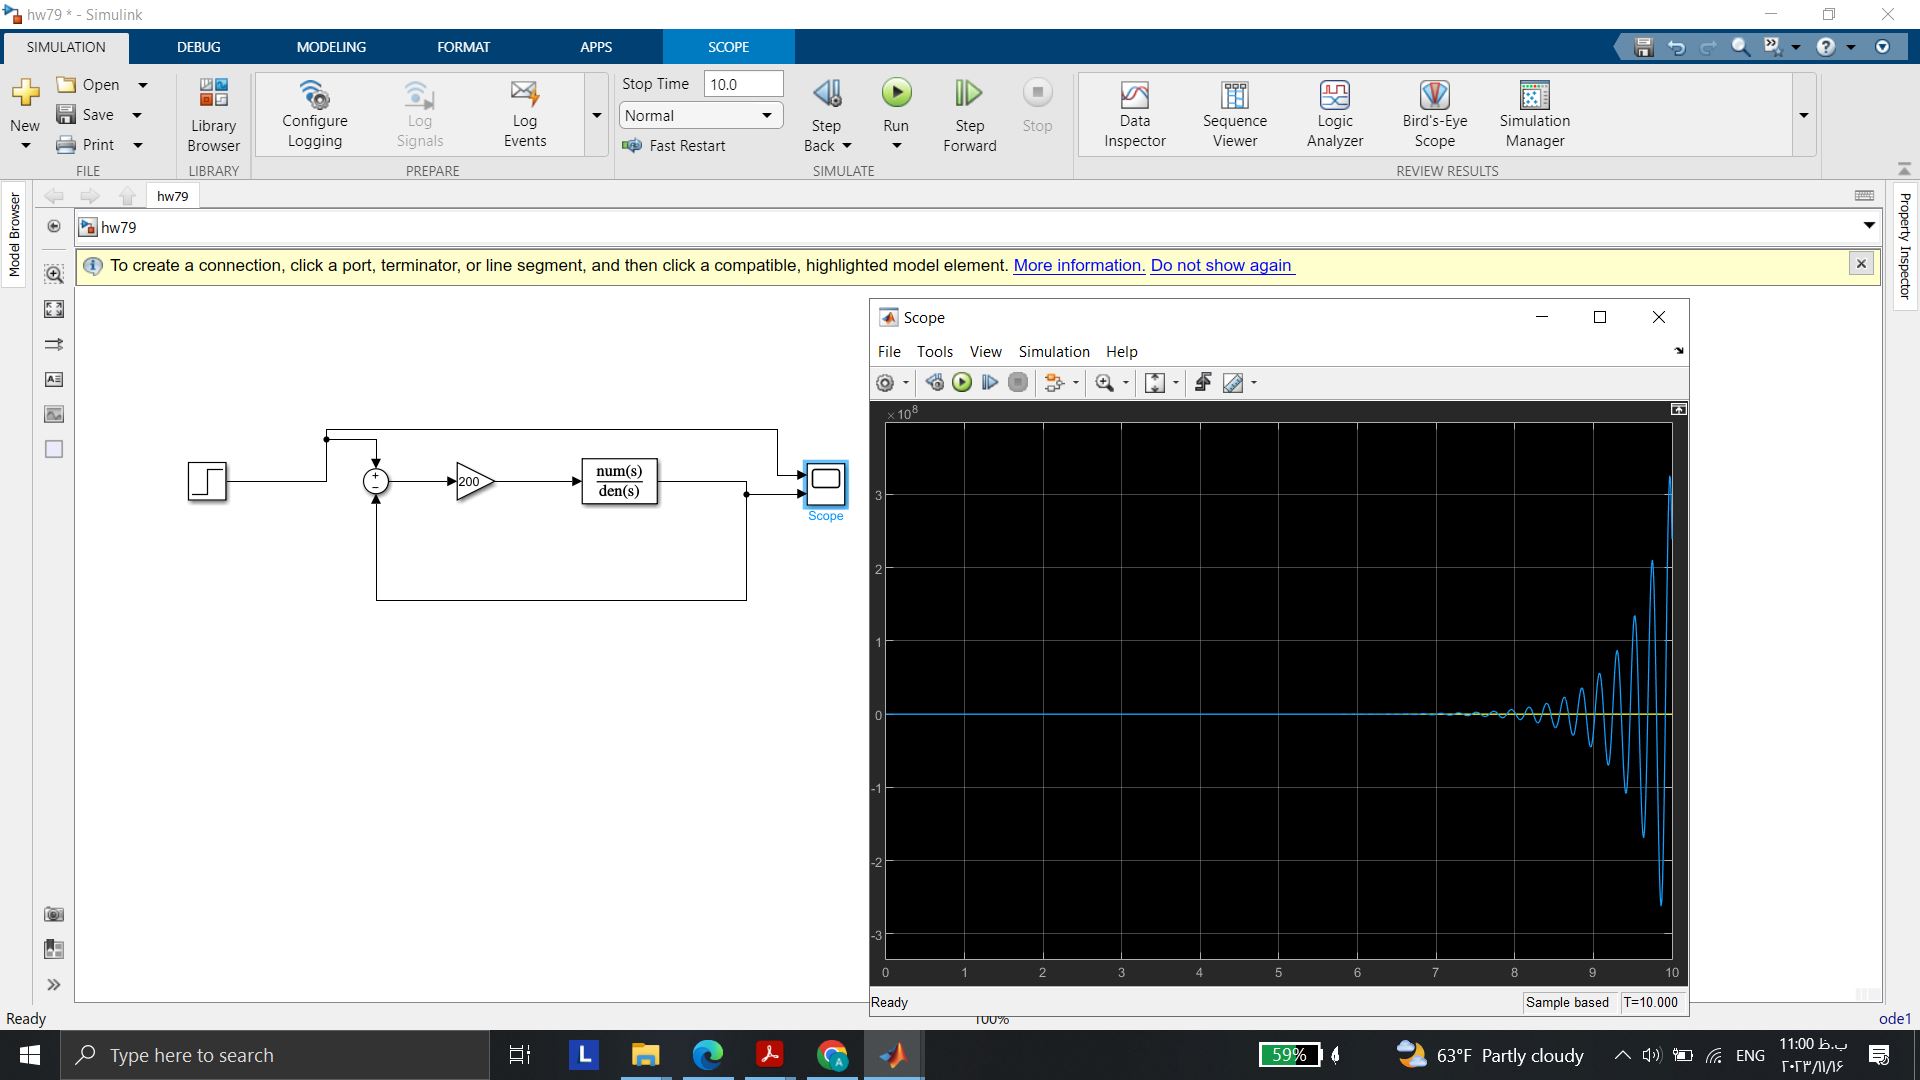 hw79 * - Simulink
SIMULATION DEBUG MODELING FORMAT APPS SCOPE
New
Open
Save
Print
FILE
Library Browser
LIBRARY
Configure Logging
Log Signals
Log Events
PREPARE
Stop Time 10.0
Normal
Fast Restart
Step Back
Run
Step Forward
Stop
SIMULATE
Data Inspector
Sequence Viewer
Logic Analyzer
Bird's-Eye Scope
Simulation Manager
REVIEW RESULTS
Model Browser
Property Inspector
hw79
hw79
To create a connection, click a port, terminator, or line segment, and then click a compatible, highlighted model element. More information. Do not show again
+
−
200
num(s)
den(s)
Scope
Scope
File Tools View Simulation Help
×10⁸
3
2
1
0
-1
-2
-3
0 1 2 3 4 5 6 7 8 9 10
Ready
Sample based T=10.000
Ready
100%
ode1
Type here to search
L
59%
63°F Partly cloudy
ENG
11:00 ب.ظ
۲۰۲۳/۱۱/۱۶